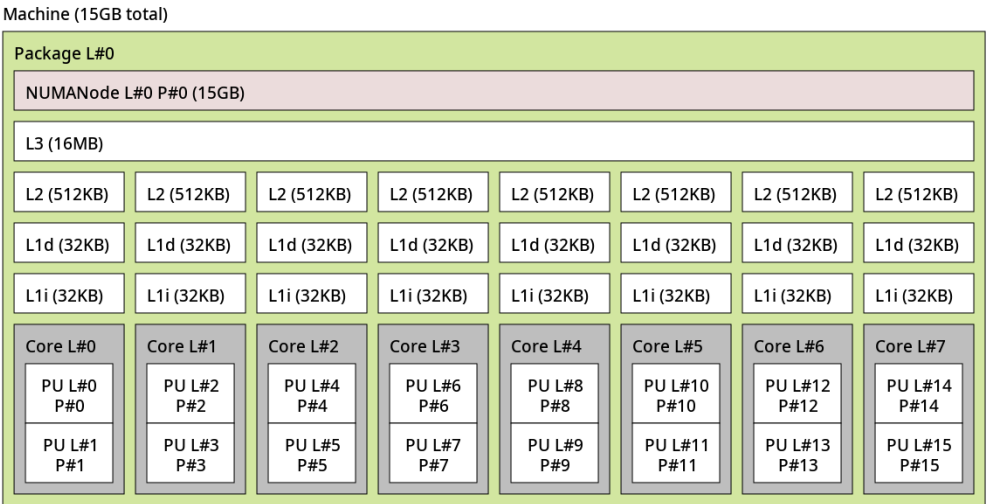 Machine (15GB total)
Package L#0
NUMANode L#0 P#0 (15GB)
L3 (16MB)
L2 (512KB) L2 (512KB) L2 (512KB) L2 (512KB) L2 (512KB) L2 (512KB) L2 (512KB) L2 (512KB)
L1d (32KB) L1d (32KB) L1d (32KB) L1d (32KB) L1d (32KB) L1d (32KB) L1d (32KB) L1d (32KB)
L1i (32KB) L1i (32KB) L1i (32KB) L1i (32KB) L1i (32KB) L1i (32KB) L1i (32KB) L1i (32KB)
Core L#0 Core L#1 Core L#2 Core L#3 Core L#4 Core L#5 Core L#6 Core L#7
PU L#0 PU L#2 PU L#4 PU L#6 PU L#8 PU L#10 PU L#12 PU L#14
P#0 P#2 P#4 P#6 P#8 P#10 P#12 P#14
PU L#1 PU L#3 PU L#5 PU L#7 PU L#9 PU L#11 PU L#13 PU L#15
P#1 P#3 P#5 P#7 P#9 P#11 P#13 P#15